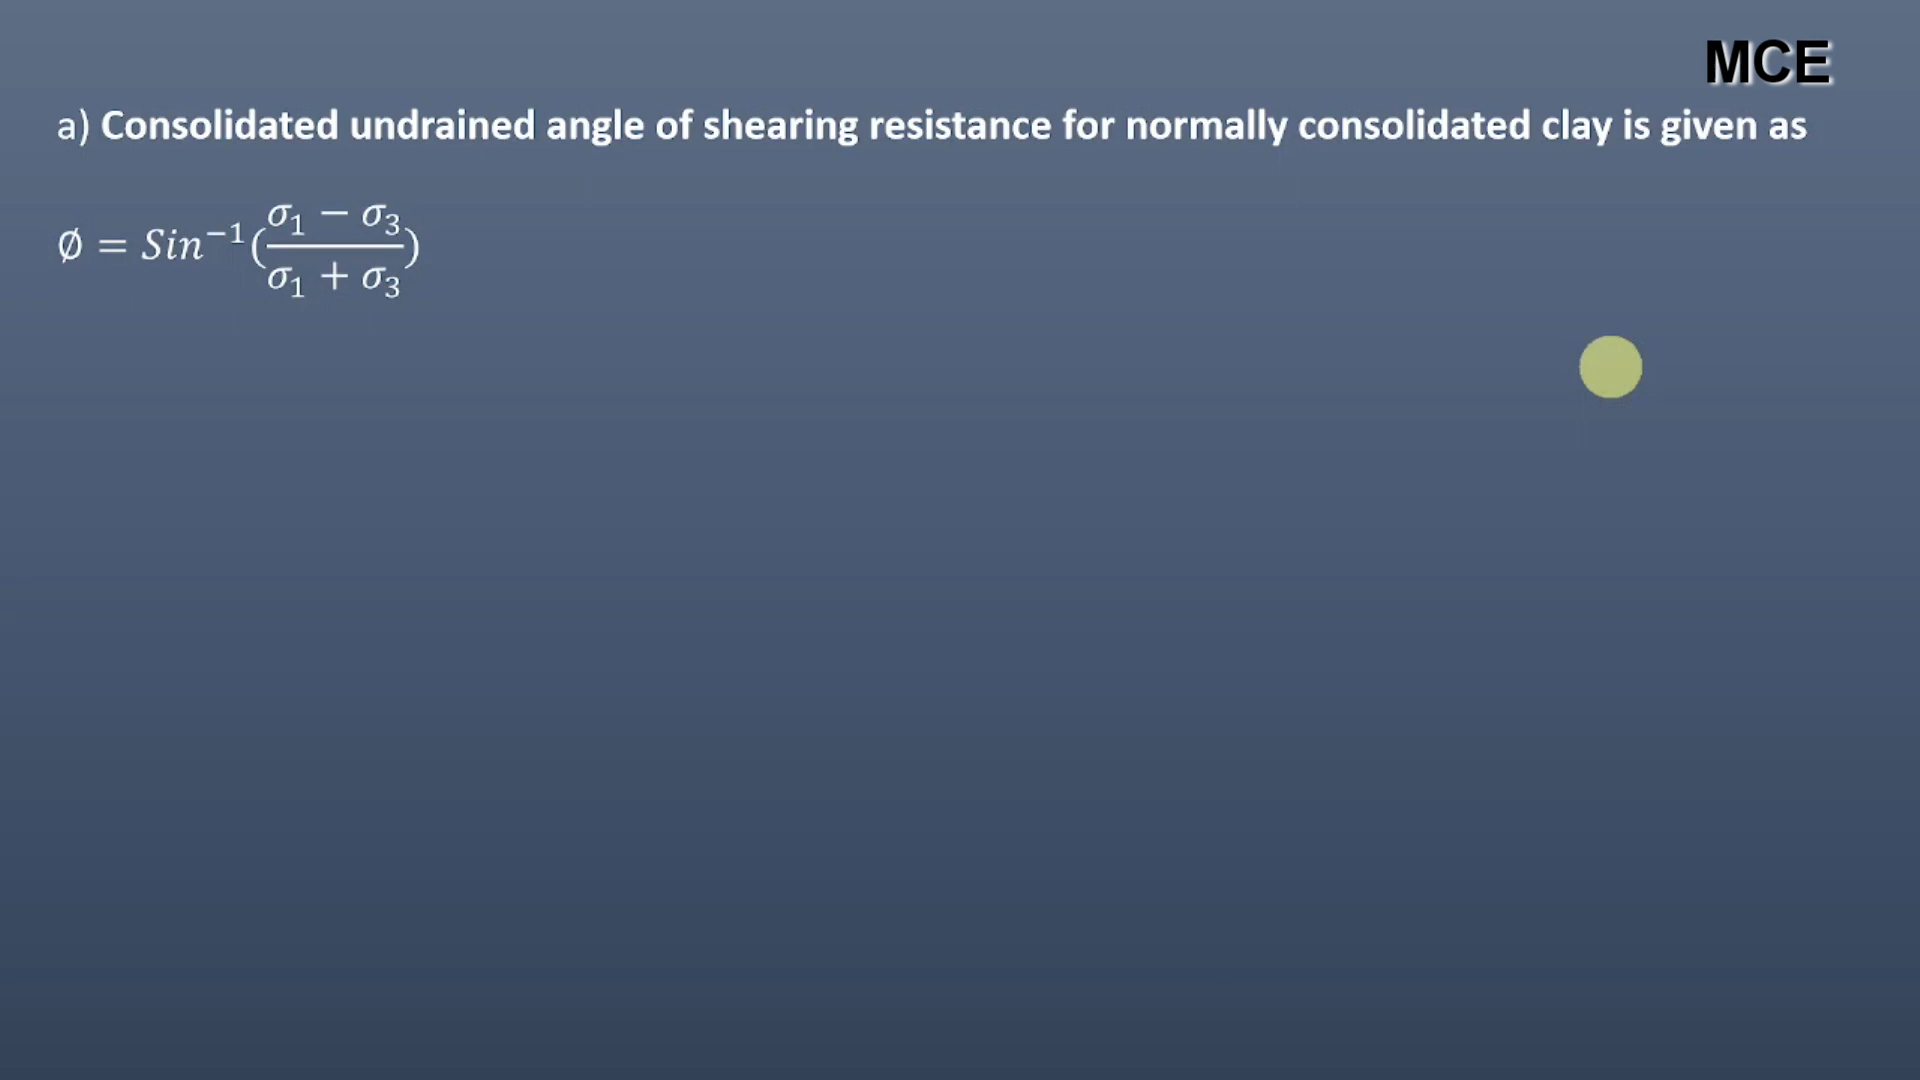 MCE
a) Consolidated undrained angle of shearing resistance for normally consolidated clay is given as
∅ = Sin⁻¹(σ₁ − σ₃ / σ₁ + σ₃)